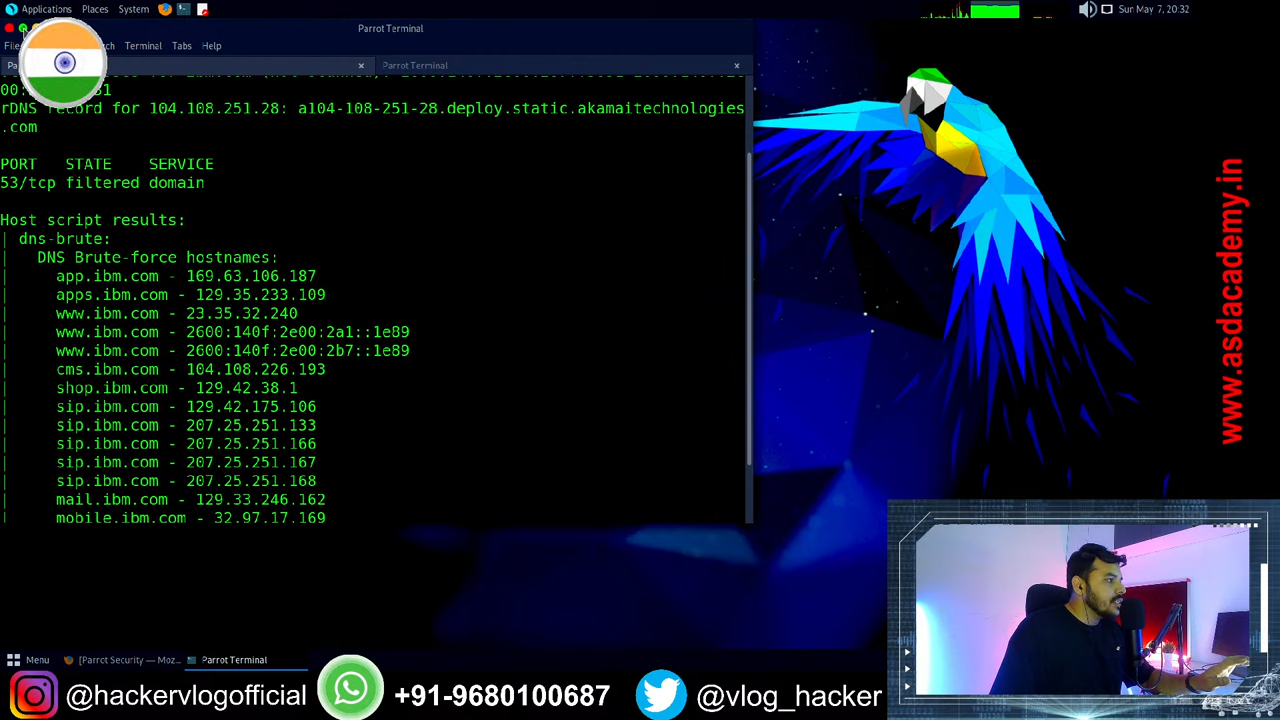 Applications Places System
Sun May 7, 20:32
Parrot Terminal
Terminal Tabs Help
Parrot Terminal
rDNS record for 104.108.251.28: a104-108-251-28.deploy.static.akamaitechnologies
.com
PORT STATE SERVICE
53/tcp filtered domain
Host script results:
| dns-brute:
| DNS Brute-force hostnames:
| app.ibm.com - 169.63.106.187
| apps.ibm.com - 129.35.233.109
| www.ibm.com - 23.35.32.240
| www.ibm.com - 2600:140f:2e00:2a1::1e89
| www.ibm.com - 2600:140f:2e00:2b7::1e89
| cms.ibm.com - 104.108.226.193
| shop.ibm.com - 129.42.38.1
| sip.ibm.com - 129.42.175.106
| sip.ibm.com - 207.25.251.133
| sip.ibm.com - 207.25.251.166
| sip.ibm.com - 207.25.251.167
| sip.ibm.com - 207.25.251.168
| mail.ibm.com - 129.33.246.162
| mobile.ibm.com - 32.97.17.169
www.asdacademy.in
Menu [Parrot Security — Moz... Parrot Terminal
@hackervlogofficial +91-9680100687 @vlog_hacker